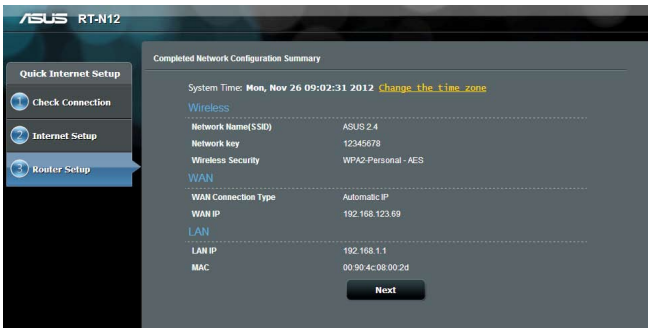 ASUS RT-N12
Quick Internet Setup
1 Check Connection
2 Internet Setup
3 Router Setup
Completed Network Configuration Summary
System Time: Mon, Nov 26 09:02:31 2012 Change the time zone
Wireless
Network Name(SSID) ASUS 2.4
Network key 12345678
Wireless Security WPA2-Personal - AES
WAN
WAN Connection Type Automatic IP
WAN IP 192.168.123.69
LAN
LAN IP 192.168.1.1
MAC 00:90:4c:08:00:2d
Next